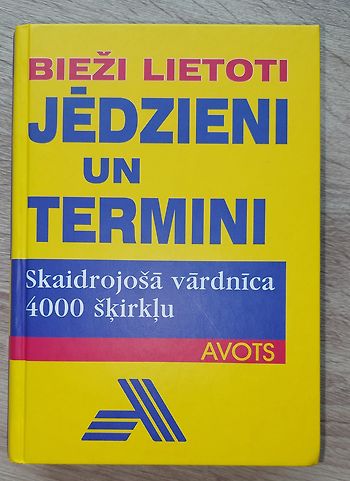 BIEŽI LIETOTI
JĒDZIENI
UN
TERMINI
Skaidrojošā vārdnīca
4000 šķirkļu
AVOTS